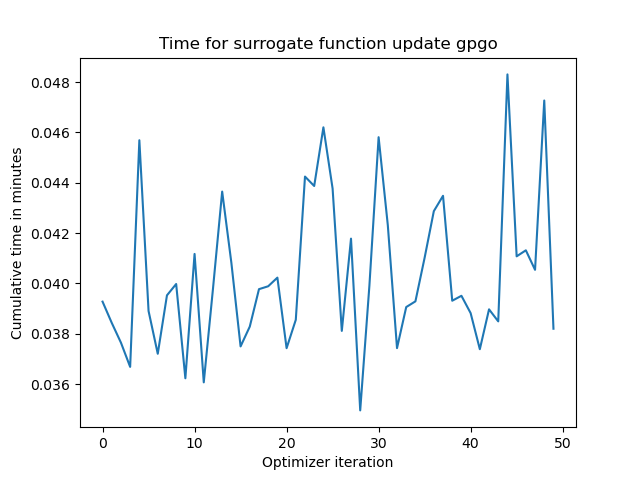 Time for surrogate function update gpgo
0.048
0.046
0.044
0.042
0.040
0.038
0.036
Cumulative time in minutes
0 10 20 30 40 50
Optimizer iteration